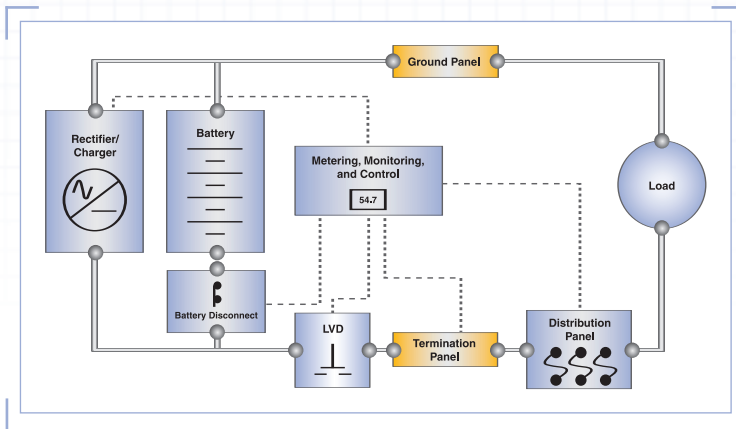 Ground Panel
Rectifier/
Charger
Battery
Metering, Monitoring,
and Control
54.7
Load
Battery Disconnect
LVD
Termination
Panel
Distribution
Panel